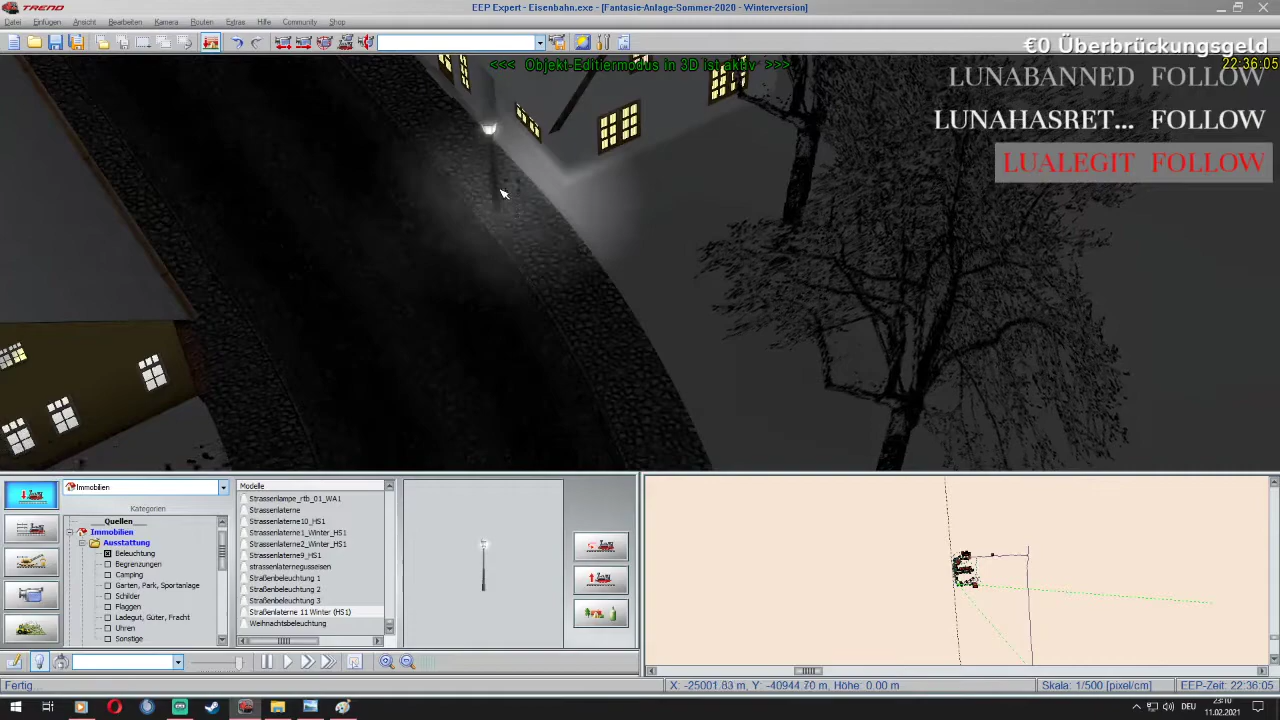 TREND
EEP Expert - Eisenbahn.exe - [Fantasie-Anlage-Sommer-2020 - Winterversion]
Datei Einfügen Ansicht Bearbeiten Kamera Routen Extras Hilfe Community Shop
€0 Überbrückungsgeld
<<< Objekt-Editiermodus in 3D ist aktiv >>>
22:36:05
LUNABANNED FOLLOW
LUNAHASRET... FOLLOW
LUALEGIT FOLLOW
Immobilien
Kategorien
__Quellen__
Immobilien
Ausstattung
Beleuchtung
Begrenzungen
Camping
Garten, Park, Sportanlage
Schilder
Flaggen
Ladegut, Güter, Fracht
Uhren
Sonstige
Modelle
Strassenlampe_rtb_01_WA1
Strassenlaterne
Strassenlaterne10_HS1
Strassenlaterne1_Winter_HS1
Strassenlaterne2_Winter_HS1
Strassenlaterne9_HS1
strassenlaternegusseisen
Straßenbeleuchtung 1
Straßenbeleuchtung 2
Straßenbeleuchtung 3
Straßenlaterne 11 Winter (HS1)
Weihnachtsbeleuchtung
Fertig
X: -25001.83 m, Y: -40944.70 m, Höhe: 0.00 m
Skala: 1/500 [pixel/cm]
EEP-Zeit: 22:36:05
DEU
23:10
11.02.2021